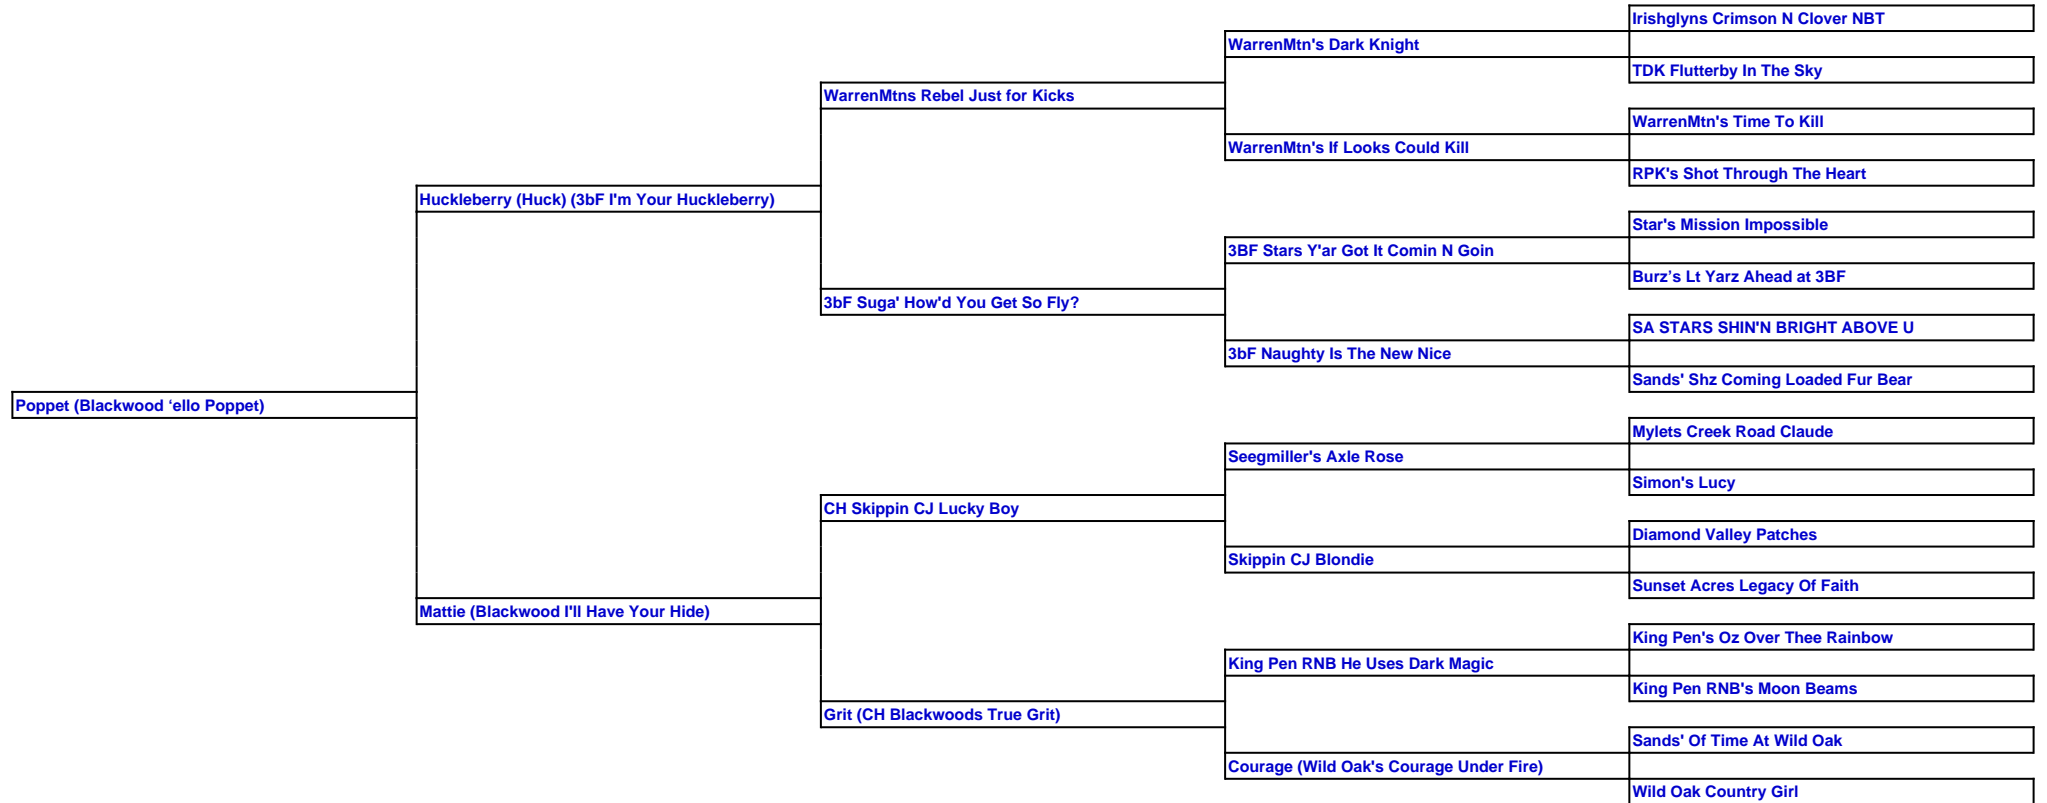 Irishglyns Crimson N Clover NBT
WarrenMtn's Dark Knight
TDK Flutterby In The Sky
WarrenMtns Rebel Just for Kicks
WarrenMtn's Time To Kill
WarrenMtn's If Looks Could Kill
RPK's Shot Through The Heart
Huckleberry (Huck) (3bF I'm Your Huckleberry)
Star's Mission Impossible
3BF Stars Y'ar Got It Comin N Goin
Burz’s Lt Yarz Ahead at 3BF
3bF Suga' How'd You Get So Fly?
SA STARS SHIN'N BRIGHT ABOVE U
3bF Naughty Is The New Nice
Sands' Shz Coming Loaded Fur Bear
Poppet (Blackwood ‘ello Poppet)
Mylets Creek Road Claude
Seegmiller's Axle Rose
Simon's Lucy
CH Skippin CJ Lucky Boy
Diamond Valley Patches
Skippin CJ Blondie
Sunset Acres Legacy Of Faith
Mattie (Blackwood I'll Have Your Hide)
King Pen's Oz Over Thee Rainbow
King Pen RNB He Uses Dark Magic
King Pen RNB's Moon Beams
Grit (CH Blackwoods True Grit)
Sands' Of Time At Wild Oak
Courage (Wild Oak's Courage Under Fire)
Wild Oak Country Girl